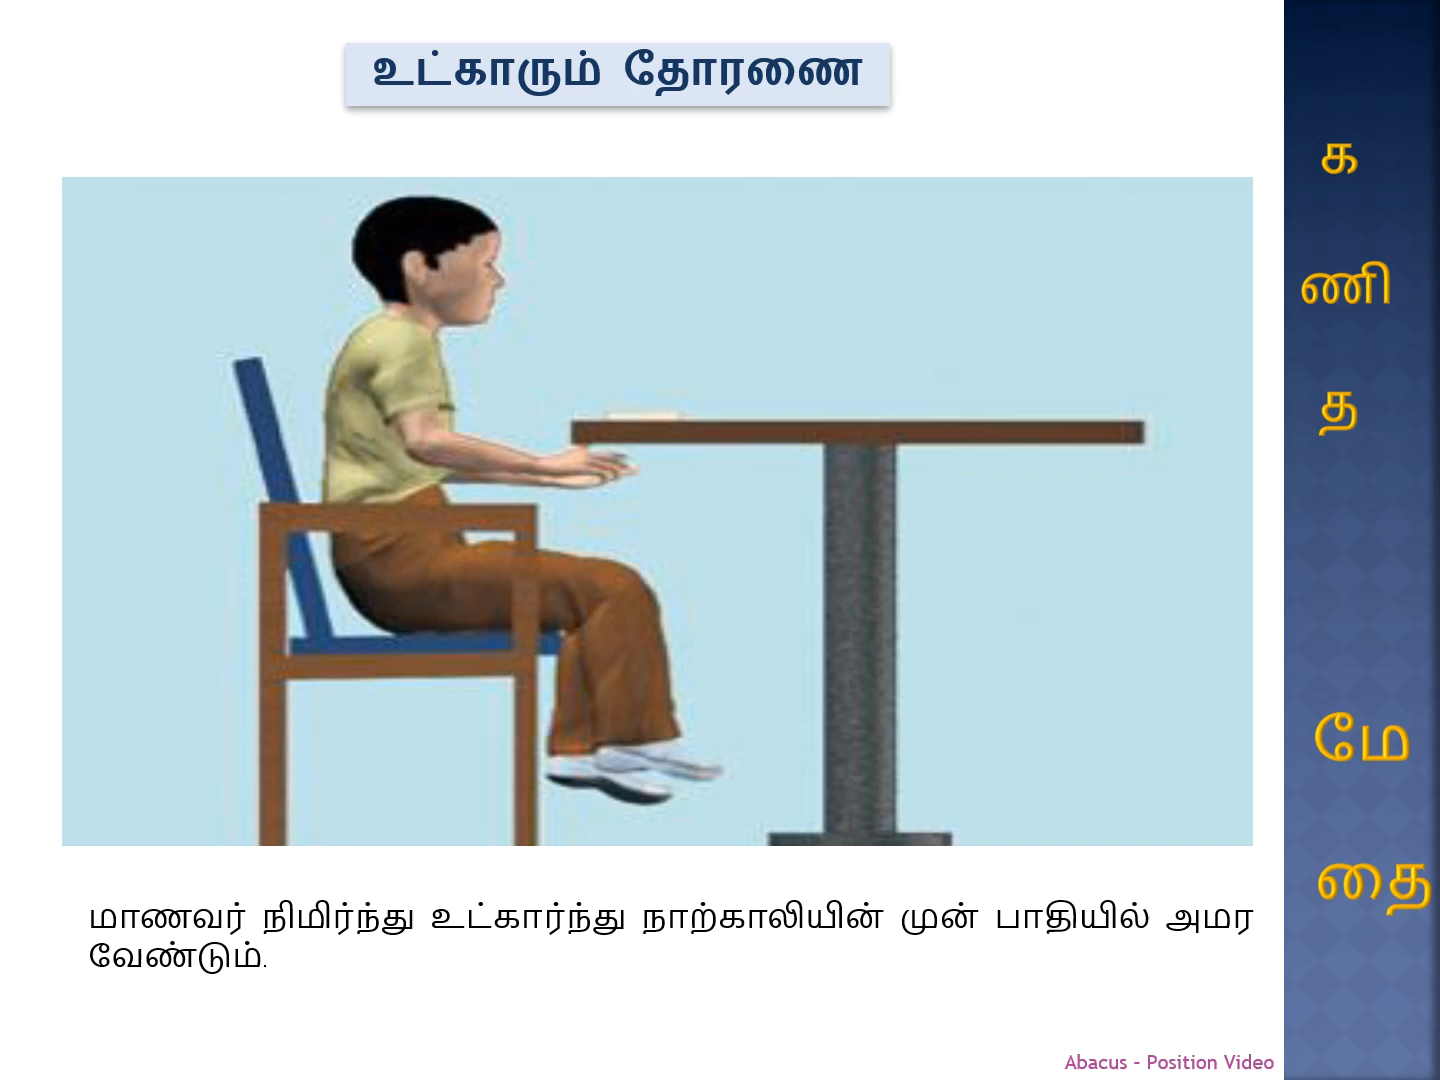 உட்காரும் தோரணை
மாணவர் நிமிர்ந்து உட்கார்ந்து நாற்காலியின் முன் பாதியில் அமர
வேண்டும்.
க
ணி
த
மே
தை
Abacus - Position Video